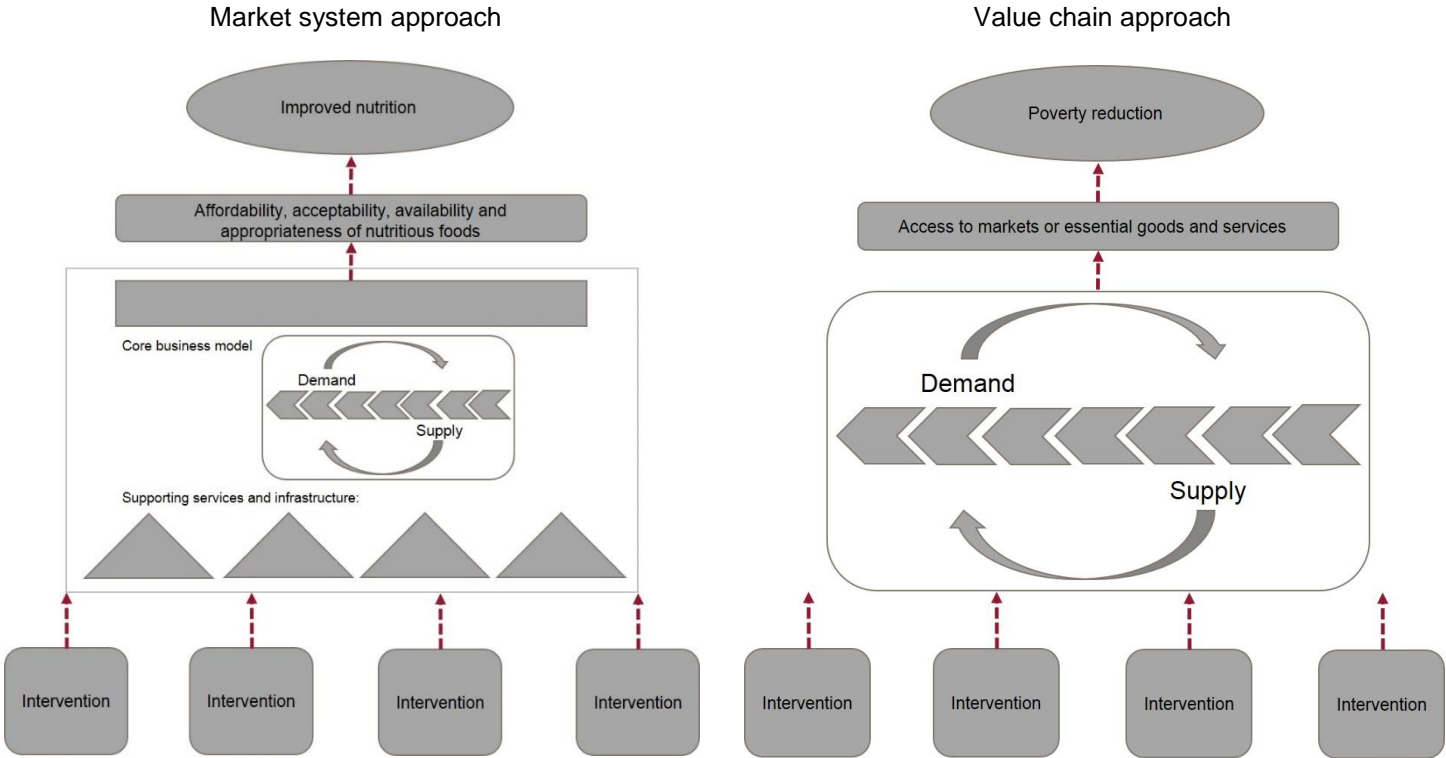 Market system approach
Improved nutrition
Affordability, acceptability, availability and
appropriateness of nutritious foods
Core business model
Demand
Supply
Supporting services and infrastructure:
Intervention
Intervention
Intervention
Intervention
Value chain approach
Poverty reduction
Access to markets or essential goods and services
Demand
Supply
Intervention
Intervention
Intervention
Intervention